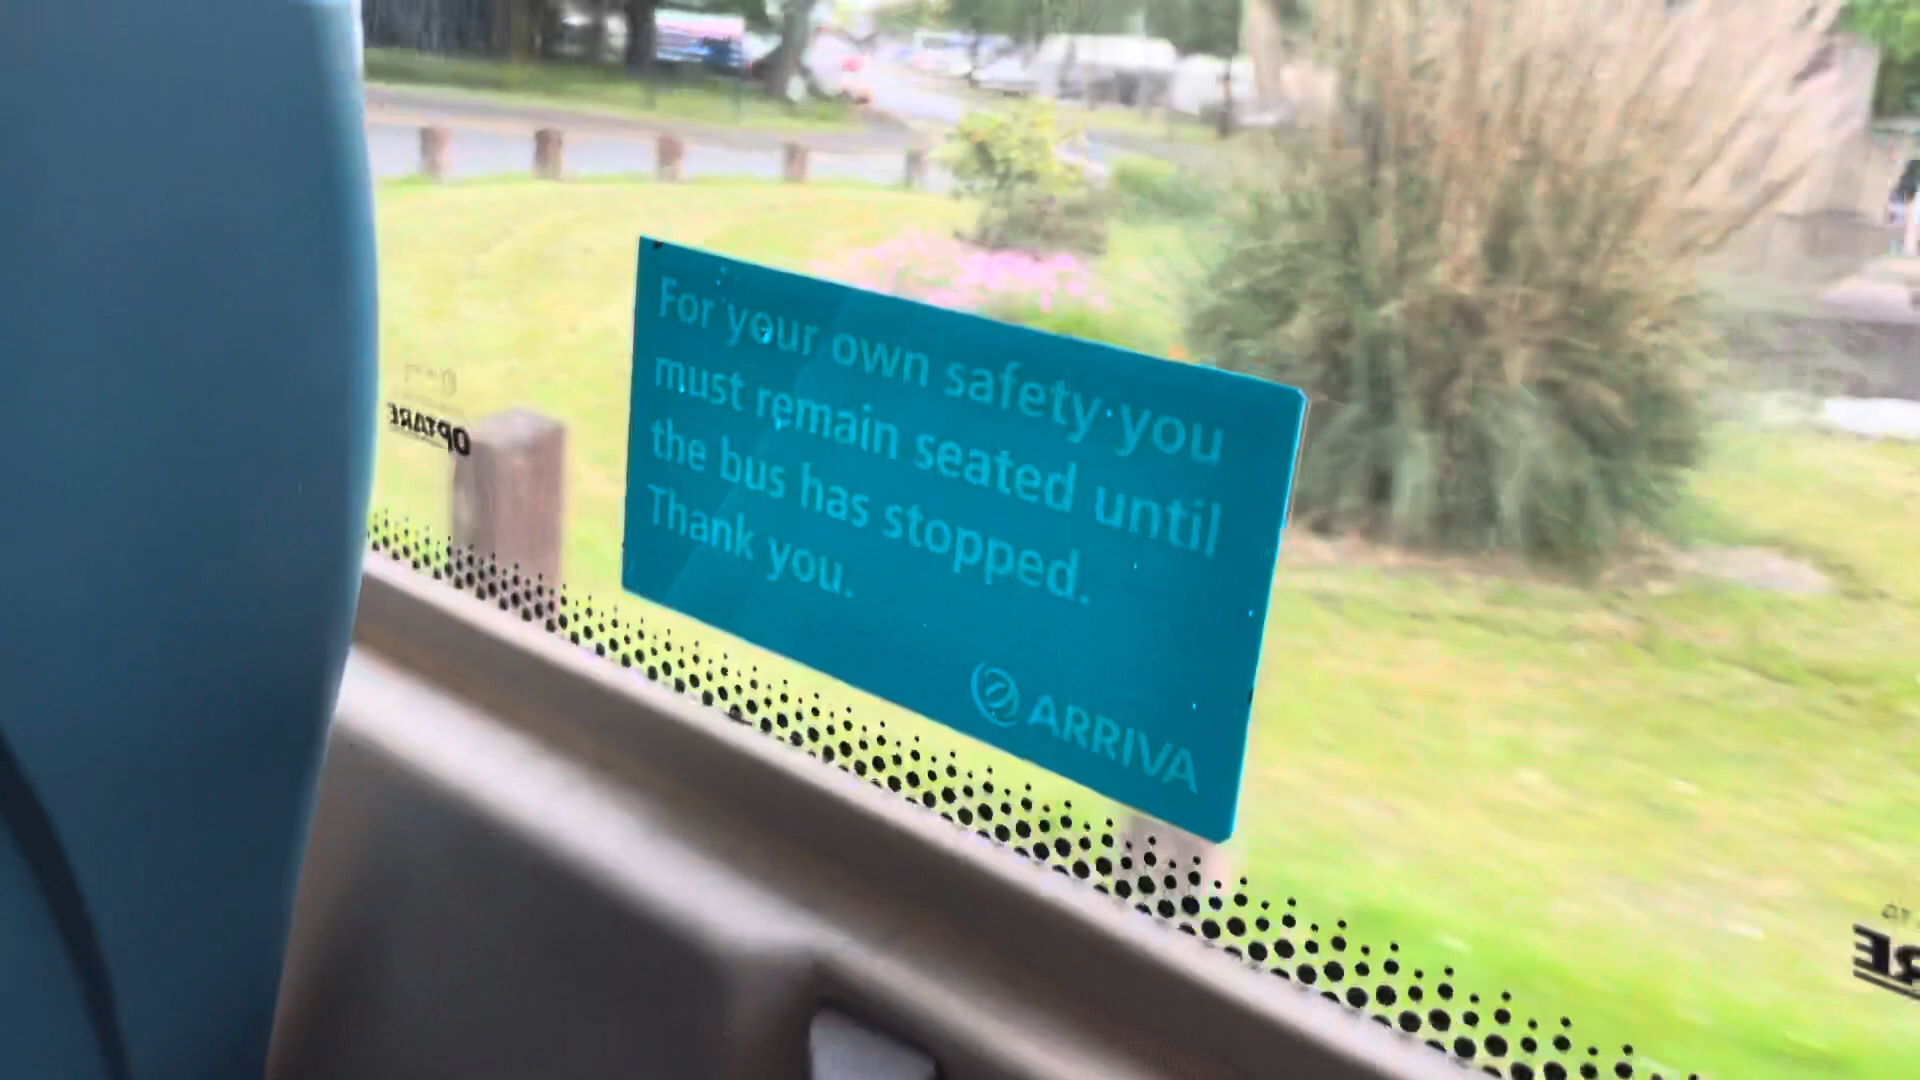 For your own safety you
must remain seated until
the bus has stopped.
Thank you.
ARRIVA
OPTARE